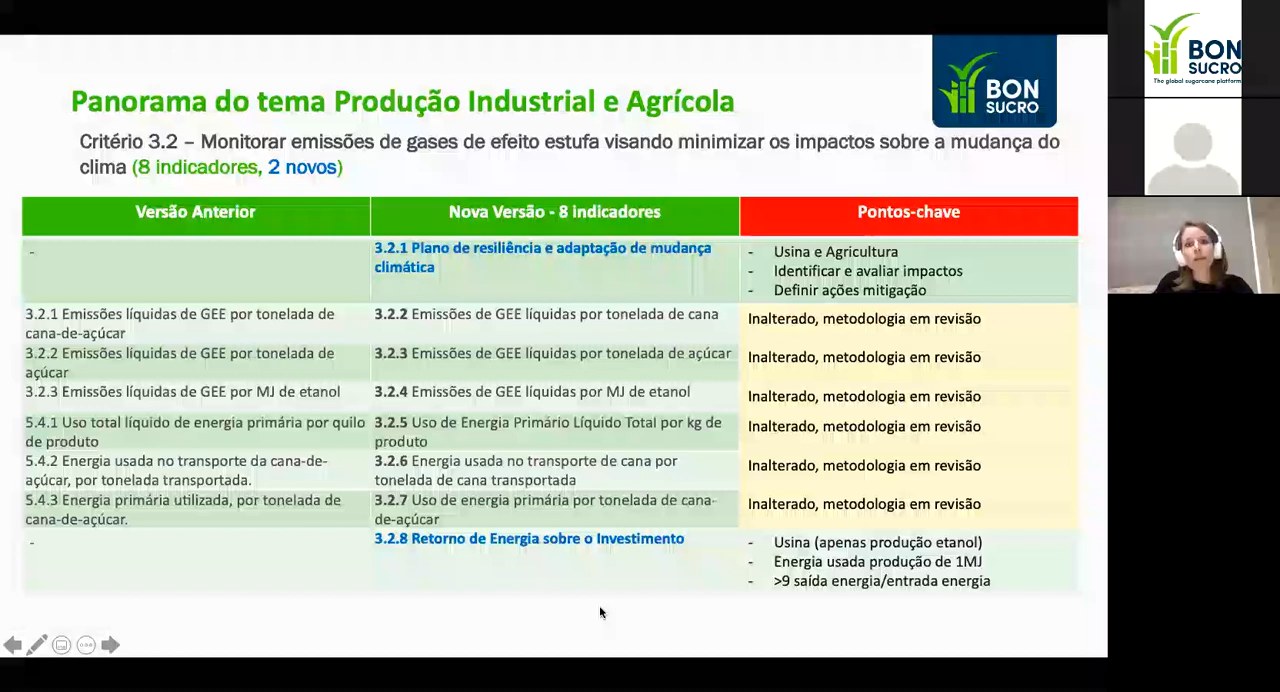 Panorama do tema Produção Industrial e Agrícola
Critério 3.2 – Monitorar emissões de gases de efeito estufa visando minimizar os impactos sobre a mudança do
clima (8 indicadores, 2 novos)
BON
SUCRO
Versão Anterior
Nova Versão - 8 indicadores
Pontos-chave
-
3.2.1 Plano de resiliência e adaptação de mudança
climática
- Usina e Agricultura
- Identificar e avaliar impactos
- Definir ações mitigação
3.2.1 Emissões líquidas de GEE por tonelada de
cana-de-açúcar
3.2.2 Emissões de GEE líquidas por tonelada de cana
Inalterado, metodologia em revisão
3.2.2 Emissões líquidas de GEE por tonelada de
açúcar
3.2.3 Emissões de GEE líquidas por tonelada de açúcar
Inalterado, metodologia em revisão
3.2.3 Emissões líquidas de GEE por MJ de etanol
3.2.4 Emissões de GEE líquidas por MJ de etanol
Inalterado, metodologia em revisão
5.4.1 Uso total líquido de energia primária por quilo
de produto
3.2.5 Uso de Energia Primário Líquido Total por kg de
produto
Inalterado, metodologia em revisão
5.4.2 Energia usada no transporte da cana-de-
açúcar, por tonelada transportada.
3.2.6 Energia usada no transporte de cana por
tonelada de cana transportada
Inalterado, metodologia em revisão
5.4.3 Energia primária utilizada, por tonelada de
cana-de-açúcar.
3.2.7 Uso de energia primária por tonelada de cana-
de-açúcar
Inalterado, metodologia em revisão
-
3.2.8 Retorno de Energia sobre o Investimento
- Usina (apenas produção etanol)
- Energia usada produção de 1MJ
- >9 saída energia/entrada energia
BON
SUCRO
The global sugarcane platform